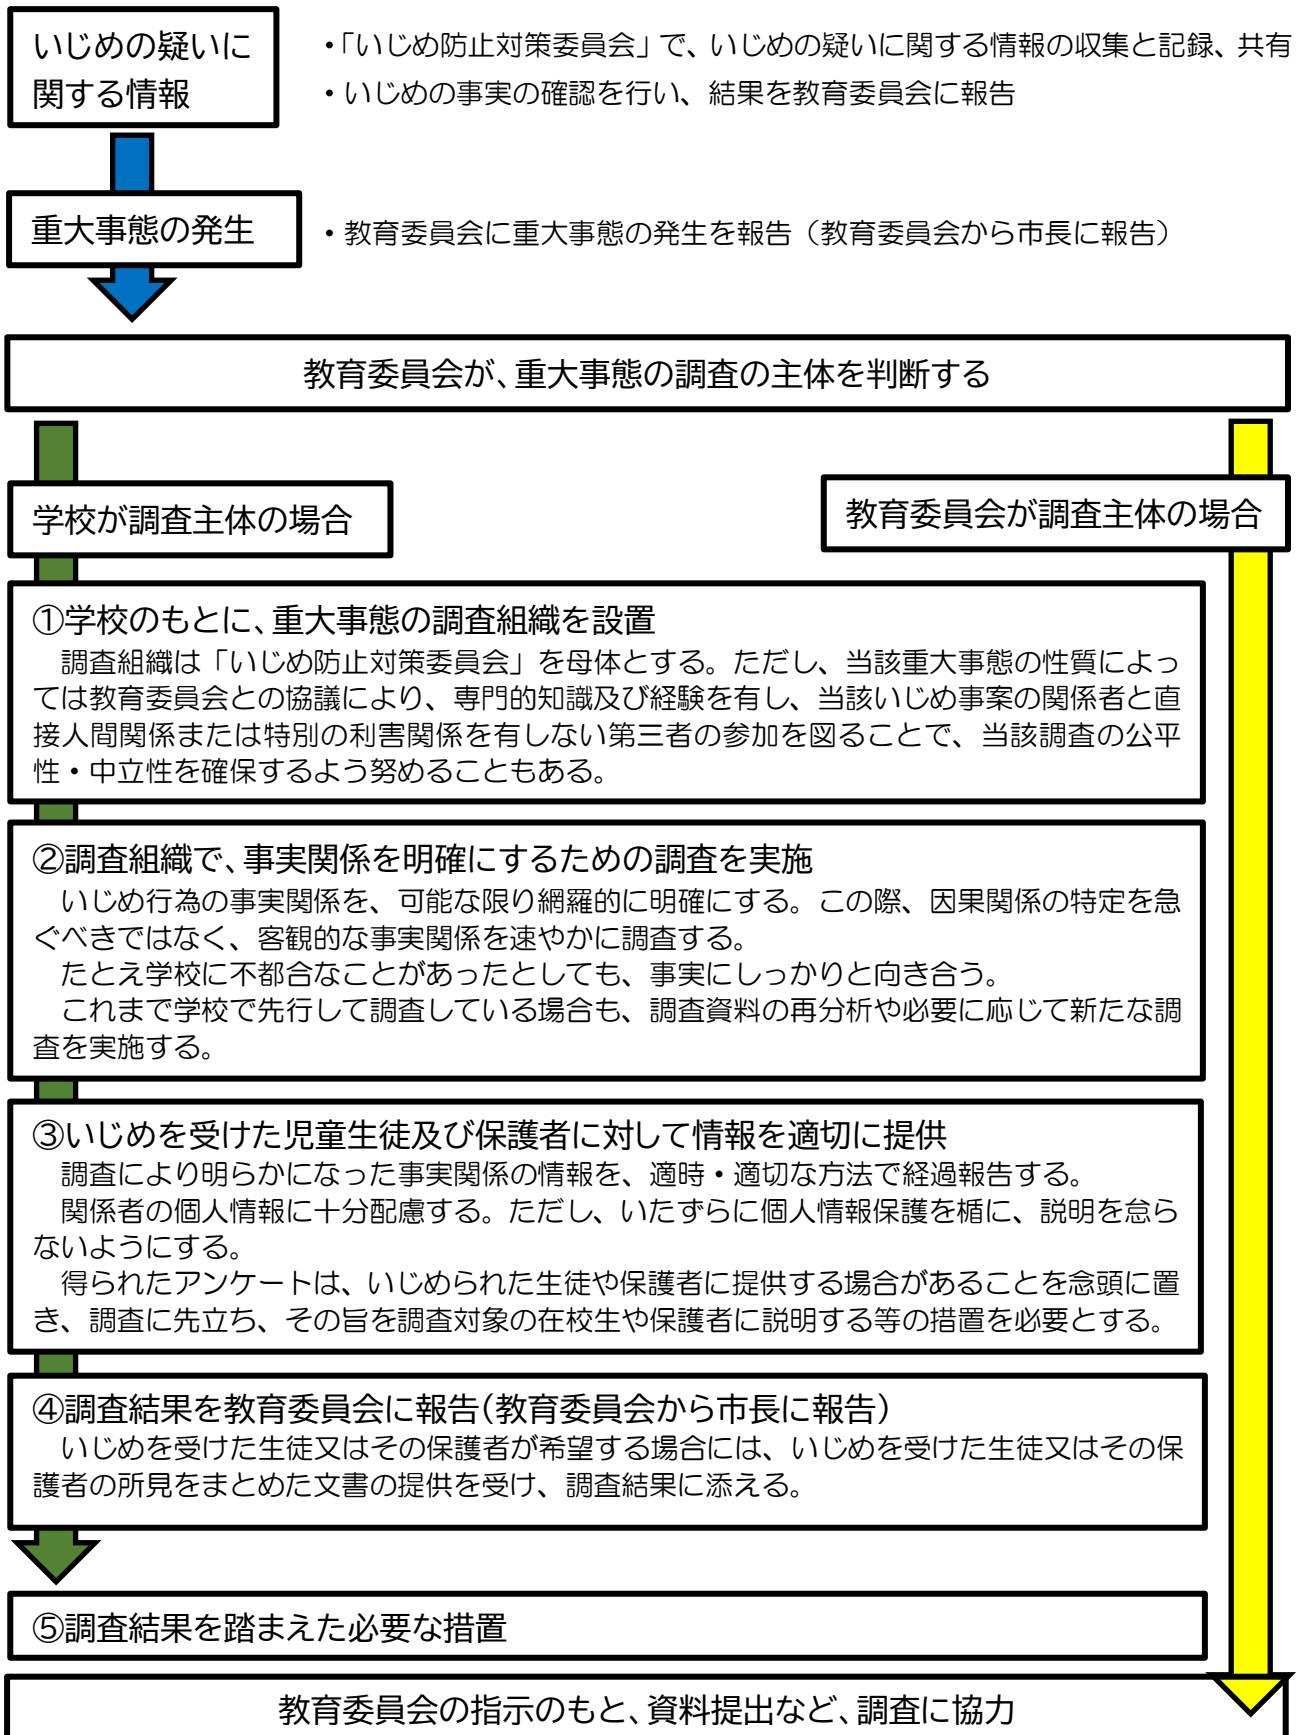 いじめの疑いに
関する情報
・「いじめ防止対策委員会」で、いじめの疑いに関する情報の収集と記録、共有
・いじめの事実の確認を行い、結果を教育委員会に報告
重大事態の発生
・教育委員会に重大事態の発生を報告（教育委員会から市長に報告）
教育委員会が、重大事態の調査の主体を判断する
学校が調査主体の場合
教育委員会が調査主体の場合
①学校のもとに、重大事態の調査組織を設置
調査組織は「いじめ防止対策委員会」を母体とする。ただし、当該重大事態の性質によっ
ては教育委員会との協議により、専門的知識及び経験を有し、当該いじめ事案の関係者と直
接人間関係または特別の利害関係を有しない第三者の参加を図ることで、当該調査の公平
性・中立性を確保するよう努めることもある。
②調査組織で、事実関係を明確にするための調査を実施
いじめ行為の事実関係を、可能な限り網羅的に明確にする。この際、因果関係の特定を急
ぐべきではなく、客観的な事実関係を速やかに調査する。
たとえ学校に不都合なことがあったとしても、事実にしっかりと向き合う。
これまで学校で先行して調査している場合も、調査資料の再分析や必要に応じて新たな調
査を実施する。
③いじめを受けた児童生徒及び保護者に対して情報を適切に提供
調査により明らかになった事実関係の情報を、適時・適切な方法で経過報告する。
関係者の個人情報に十分配慮する。ただし、いたずらに個人情報保護を楯に、説明を怠ら
ないようにする。
得られたアンケートは、いじめられた生徒や保護者に提供する場合があることを念頭に置
き、調査に先立ち、その旨を調査対象の在校生や保護者に説明する等の措置を必要とする。
④調査結果を教育委員会に報告（教育委員会から市長に報告）
いじめを受けた生徒又はその保護者が希望する場合には、いじめを受けた生徒又はその保
護者の所見をまとめた文書の提供を受け、調査結果に添える。
⑤調査結果を踏まえた必要な措置
教育委員会の指示のもと、資料提出など、調査に協力